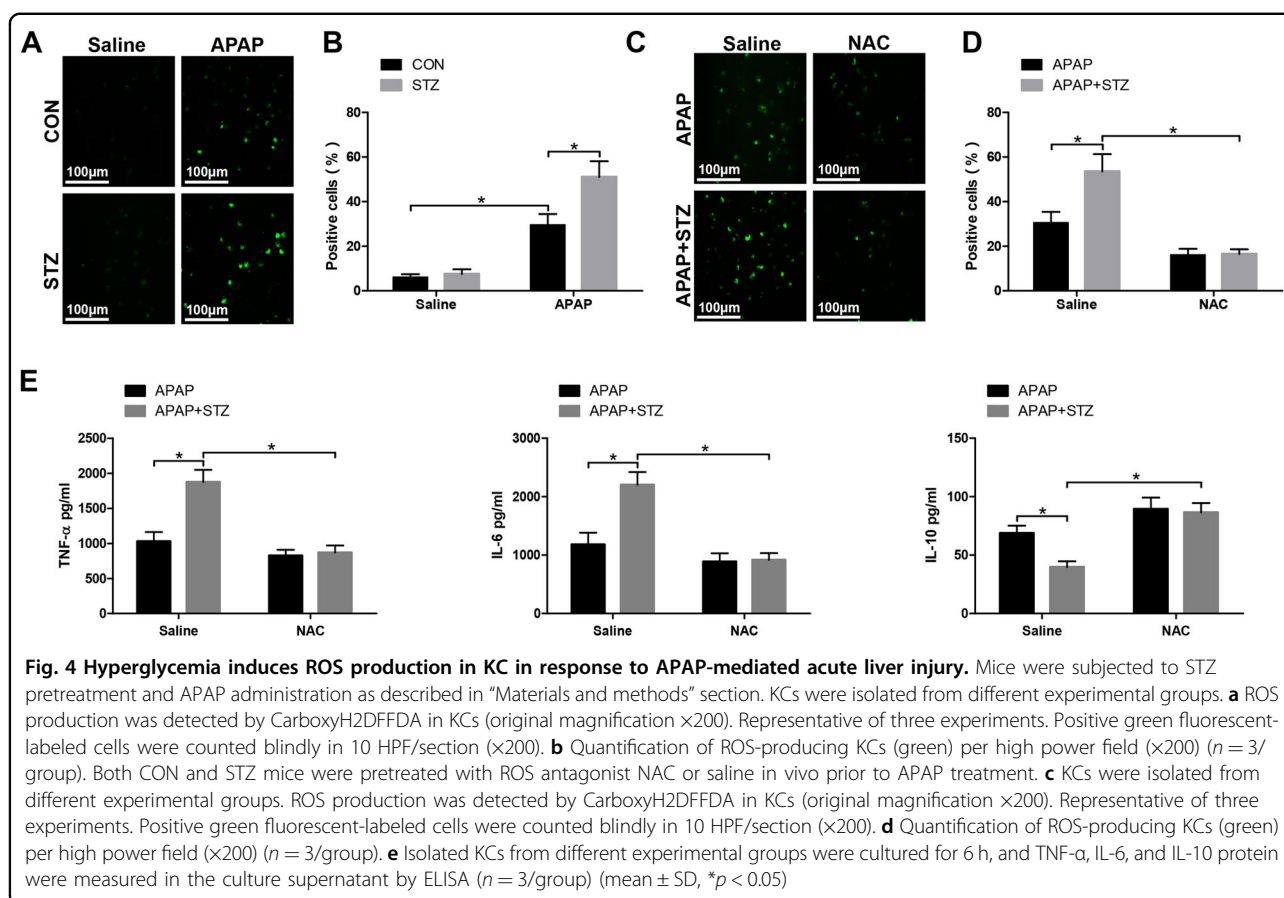 A
Saline APAP
CON
100μm 100μm
STZ
100μm 100μm
B
CON
STZ
Positive cells ( % )
80
60
40
20
0
*
*
Saline APAP
C
Saline NAC
APAP
100μm 100μm
APAP+STZ
100μm 100μm
D
APAP
APAP+STZ
Positive cells ( % )
80
60
40
20
0
*
*
Saline NAC
E
APAP
APAP+STZ
TNF-α pg/ml
2500
2000
1500
1000
500
0
*
*
Saline NAC
APAP
APAP+STZ
IL-6 pg/ml
3000
2000
1000
0
*
*
Saline NAC
APAP
APAP+STZ
IL-10 pg/ml
150
100
50
0
*
*
Saline NAC
Fig. 4 Hyperglycemia induces ROS production in KC in response to APAP-mediated acute liver injury. Mice were subjected to STZ
pretreatment and APAP administration as described in “Materials and methods” section. KCs were isolated from different experimental groups. a ROS
production was detected by CarboxyH2DFFDA in KCs (original magnification ×200). Representative of three experiments. Positive green fluorescent-
labeled cells were counted blindly in 10 HPF/section (×200). b Quantification of ROS-producing KCs (green) per high power field (×200) (n = 3/
group). Both CON and STZ mice were pretreated with ROS antagonist NAC or saline in vivo prior to APAP treatment. c KCs were isolated from
different experimental groups. ROS production was detected by CarboxyH2DFFDA in KCs (original magnification ×200). Representative of three
experiments. Positive green fluorescent-labeled cells were counted blindly in 10 HPF/section (×200). d Quantification of ROS-producing KCs (green)
per high power field (×200) (n = 3/group). e Isolated KCs from different experimental groups were cultured for 6 h, and TNF-α, IL-6, and IL-10 protein
were measured in the culture supernatant by ELISA (n = 3/group) (mean ± SD, *p < 0.05)